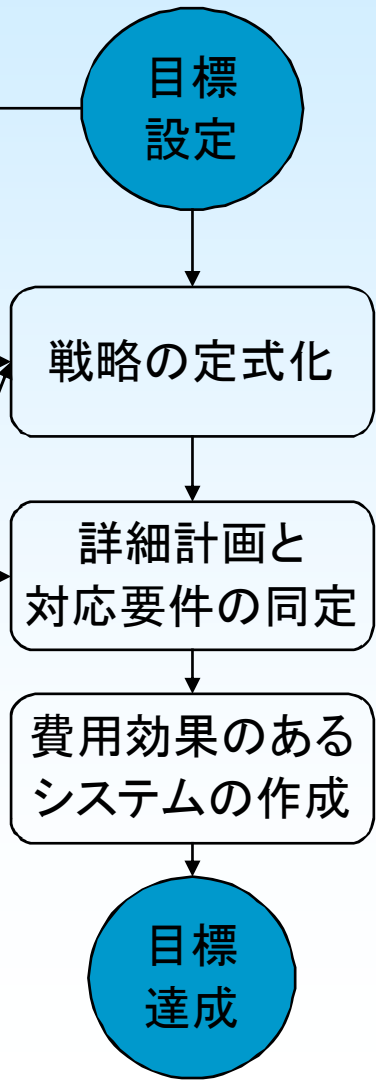 目標
設定
戦略の定式化
詳細計画と
対応要件の同定
費用効果のある
システムの作成
目標
達成